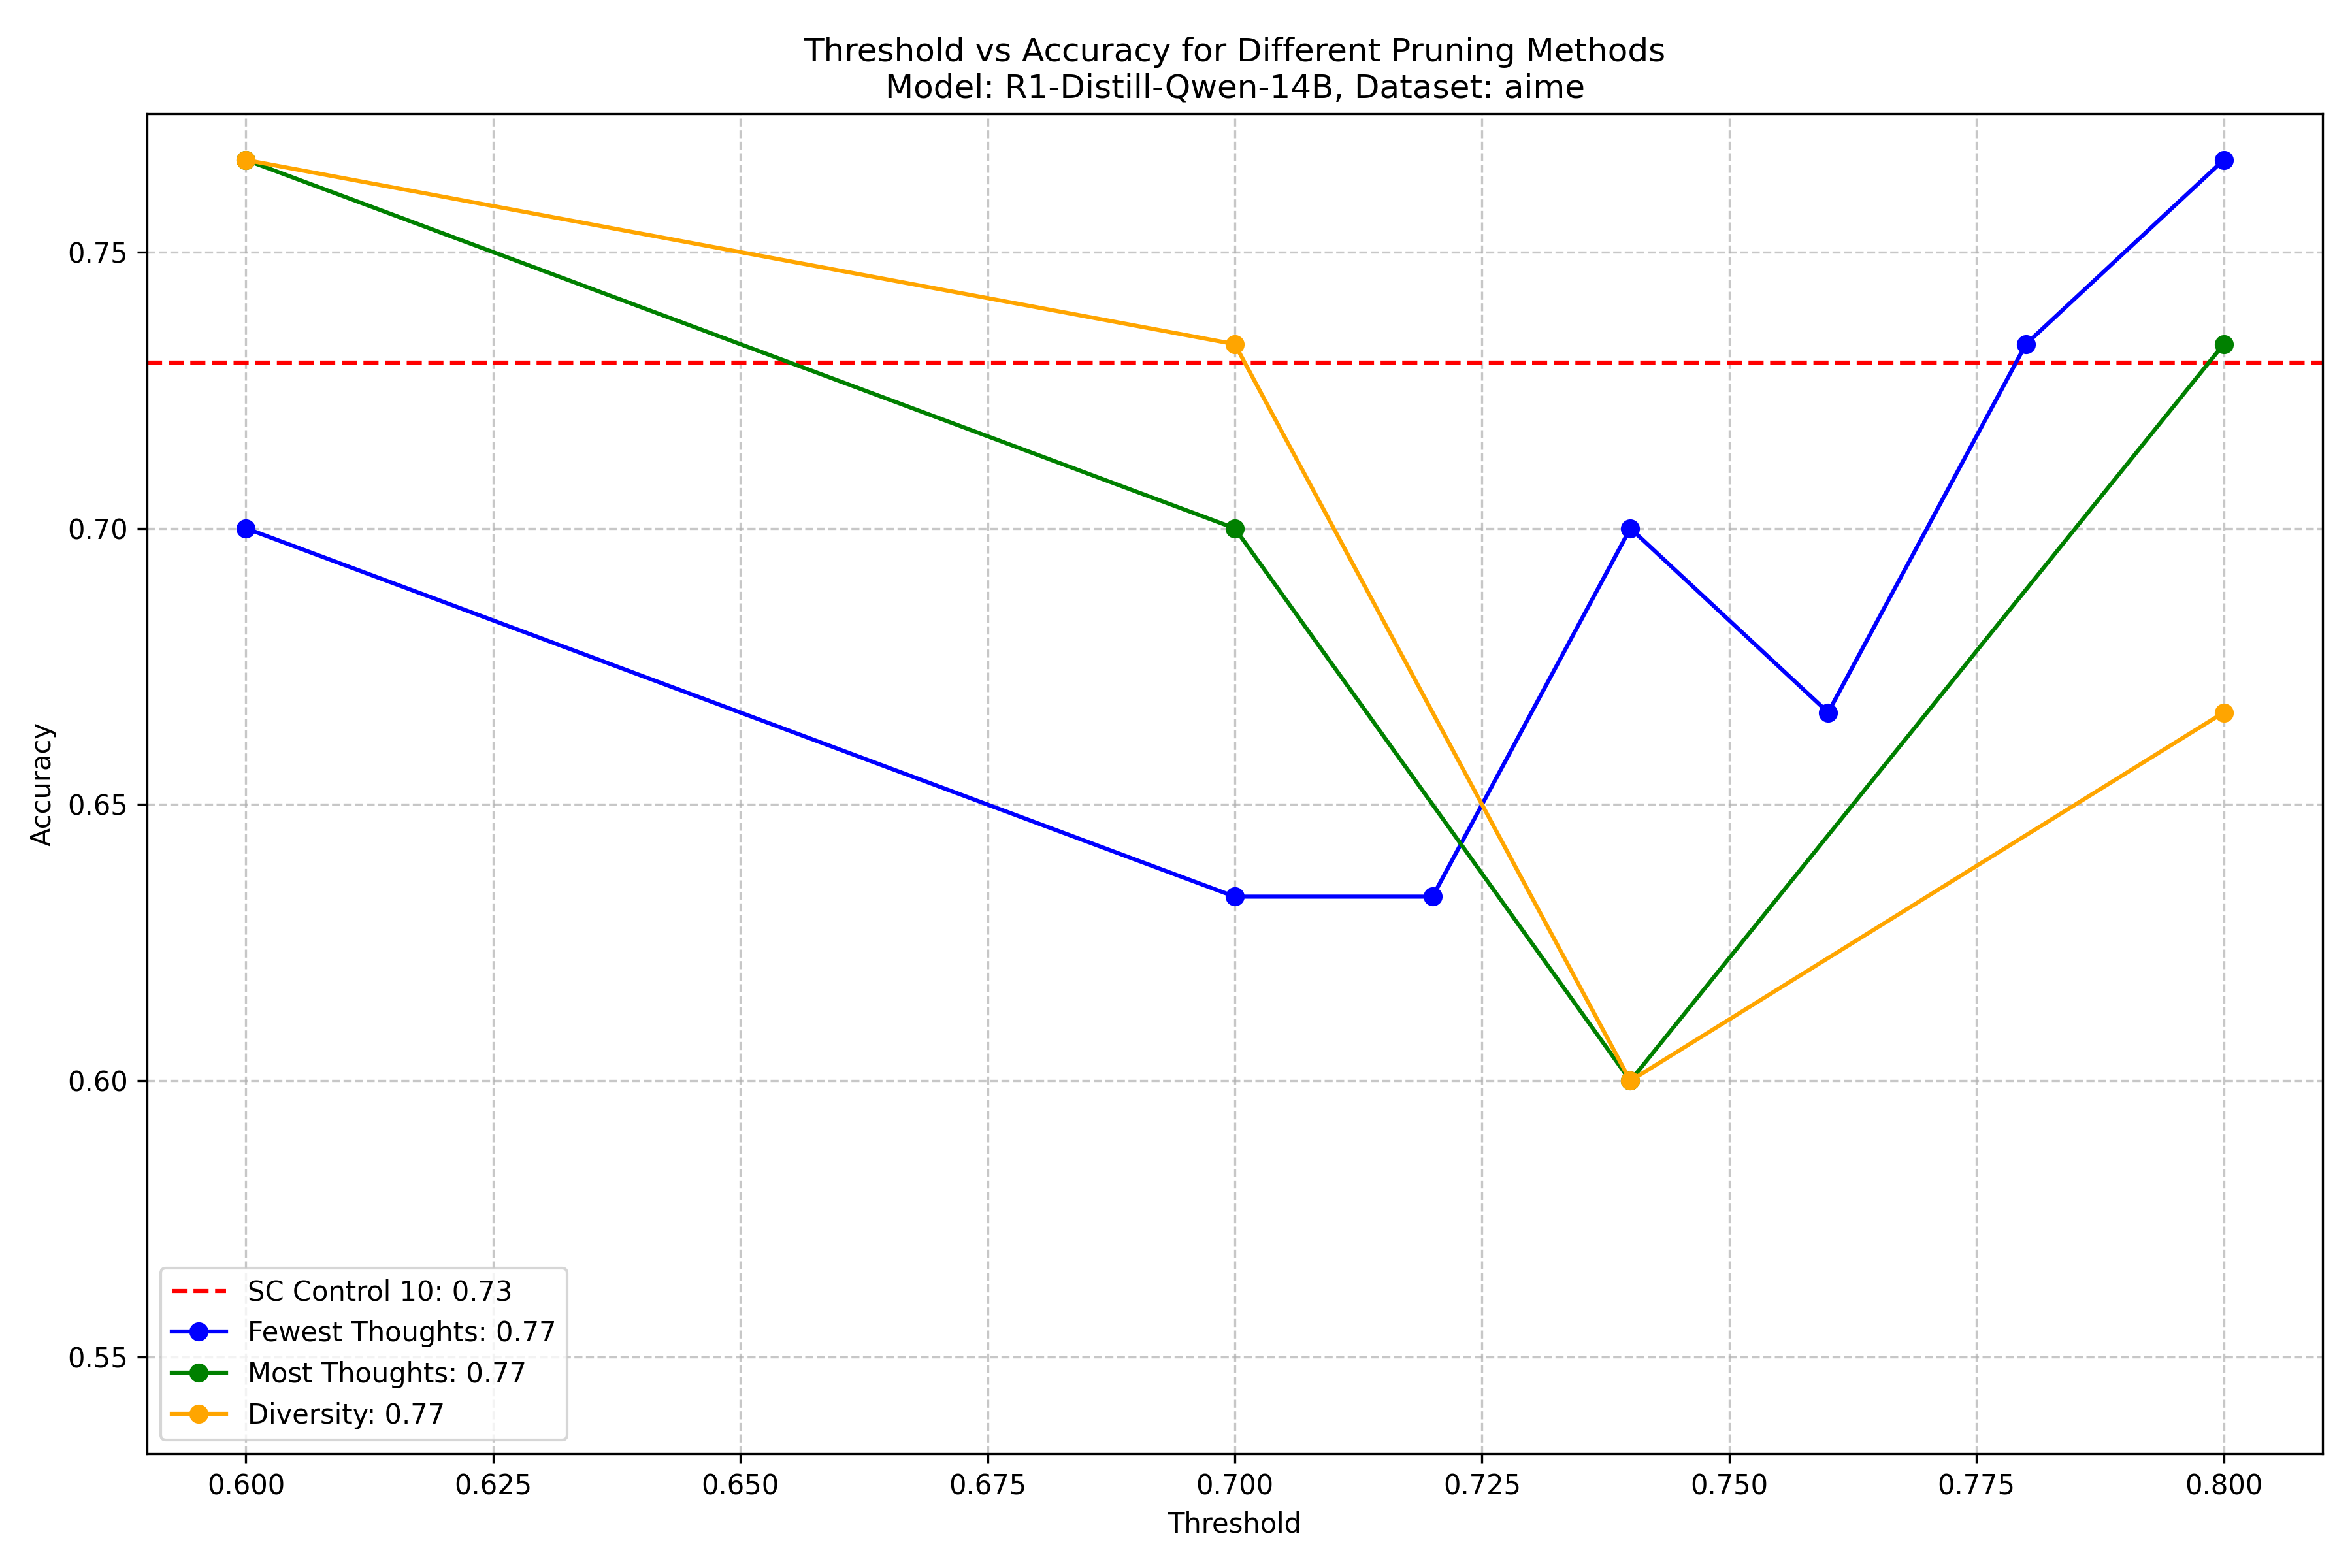 Threshold vs Accuracy for Different Pruning Methods
Model: R1-Distill-Qwen-14B, Dataset: aime
Accuracy
0.75
0.70
0.65
0.60
0.55
SC Control 10: 0.73
Fewest Thoughts: 0.77
Most Thoughts: 0.77
Diversity: 0.77
0.600 0.625 0.650 0.675 0.700 0.725 0.750 0.775 0.800
Threshold